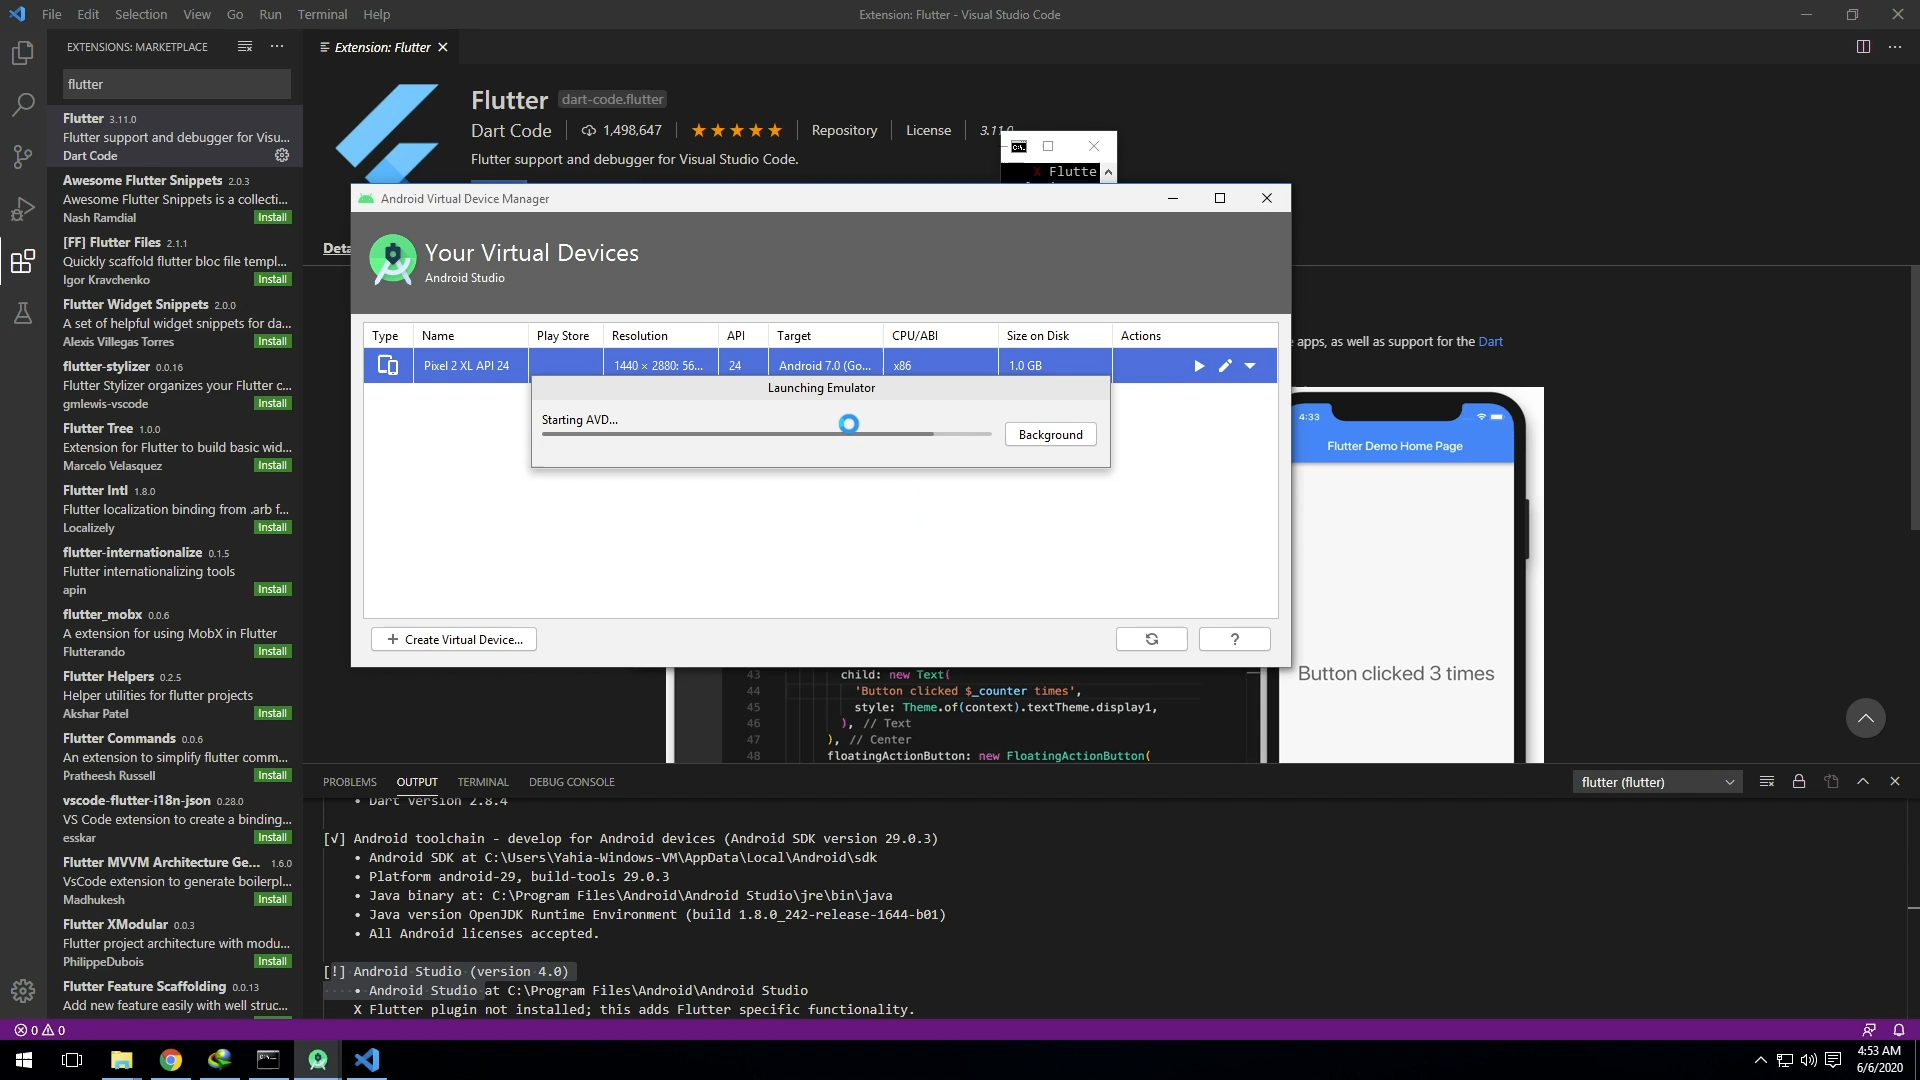 File Edit Selection View Go Run Terminal Help
Extension: Flutter - Visual Studio Code
EXTENSIONS: MARKETPLACE
flutter
Flutter 3.11.0
Flutter support and debugger for Visu...
Dart Code
Awesome Flutter Snippets 2.0.3
Awesome Flutter Snippets is a collecti...
Nash Ramdial Install
[FF] Flutter Files 2.1.1
Quickly scaffold flutter bloc file templ...
Igor Kravchenko Install
Flutter Widget Snippets 2.0.0
A set of helpful widget snippets for da...
Alexis Villegas Torres Install
flutter-stylizer 0.0.16
Flutter Stylizer organizes your Flutter c...
gmlewis-vscode Install
Flutter Tree 1.0.0
Extension for Flutter to build basic wid...
Marcelo Velasquez Install
Flutter Intl 1.8.0
Flutter localization binding from .arb f...
Localizely Install
flutter-internationalize 0.1.5
Flutter internationalizing tools
apin Install
flutter_mobx 0.0.6
A extension for using MobX in Flutter
Flutterando Install
Flutter Helpers 0.2.5
Helper utilities for flutter projects
Akshar Patel Install
Flutter Commands 0.0.6
An extension to simplify flutter comm...
Pratheesh Russell Install
vscode-flutter-i18n-json 0.28.0
VS Code extension to create a binding...
esskar Install
Flutter MVVM Architecture Ge... 1.6.0
VsCode extension to generate boilerpl...
Madhukesh Install
Flutter XModular 0.0.3
Flutter project architecture with modu...
PhilippeDubois Install
Flutter Feature Scaffolding 0.0.13
Add new feature easily with well struc...
Extension: Flutter
Flutter dart-code.flutter
Dart Code 1,498,647 Repository License 3.11.0
Flutter support and debugger for Visual Studio Code.
X Flutte
Deta
Android Virtual Device Manager
Your Virtual Devices
Android Studio
Type Name Play Store Resolution API Target CPU/ABI Size on Disk Actions
Pixel 2 XL API 24 1440 × 2880: 56... 24 Android 7.0 (Go... x86 1.0 GB
Launching Emulator
Starting AVD...
Background
+ Create Virtual Device...
?
apps, as well as support for the Dart
4:33
Flutter Demo Home Page
Button clicked 3 times
43 child: new Text(
44 'Button clicked $_counter times',
45 style: Theme.of(context).textTheme.display1,
46 ), // Text
47 ), // Center
48 floatingActionButton: new FloatingActionButton(
PROBLEMS OUTPUT TERMINAL DEBUG CONSOLE
flutter (flutter)
• Dart version 2.8.4
[√] Android toolchain - develop for Android devices (Android SDK version 29.0.3)
• Android SDK at C:\Users\Yahia-Windows-VM\AppData\Local\Android\sdk
• Platform android-29, build-tools 29.0.3
• Java binary at: C:\Program Files\Android\Android Studio\jre\bin\java
• Java version OpenJDK Runtime Environment (build 1.8.0_242-release-1644-b01)
• All Android licenses accepted.
[!] Android Studio (version 4.0)
• Android Studio at C:\Program Files\Android\Android Studio
X Flutter plugin not installed; this adds Flutter specific functionality.
0 0
4:53 AM
6/6/2020